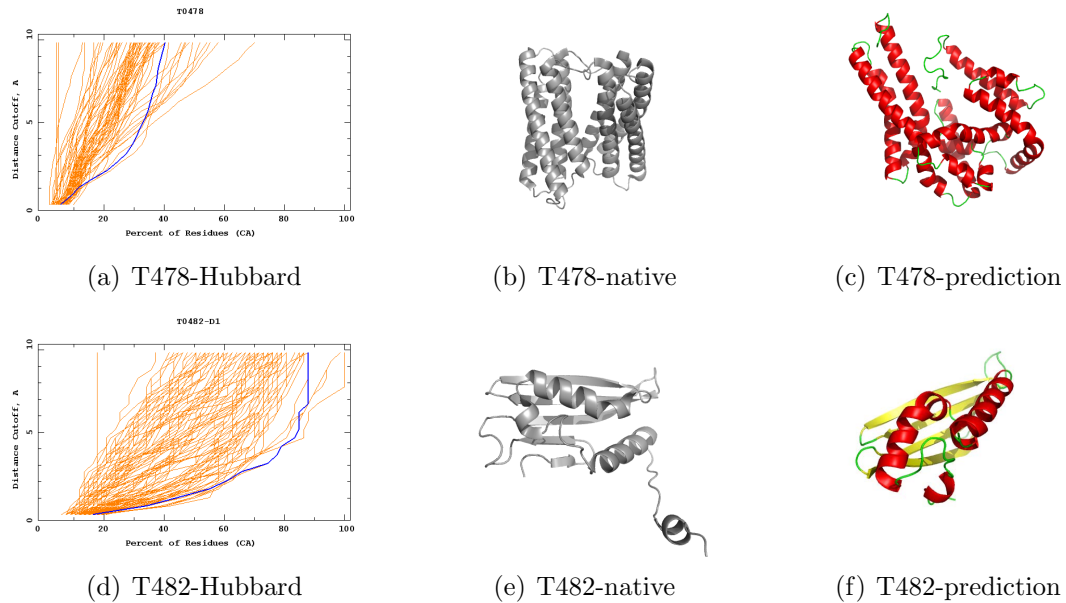 T0478
10
5
0
Distance Cutoff, A
0 20 40 60 80 100
Percent of Residues (CA)
(a) T478-Hubbard
(b) T478-native
(c) T478-prediction
T0482-D1
10
5
0
Distance Cutoff, A
0 20 40 60 80 100
Percent of Residues (CA)
(d) T482-Hubbard
(e) T482-native
(f) T482-prediction